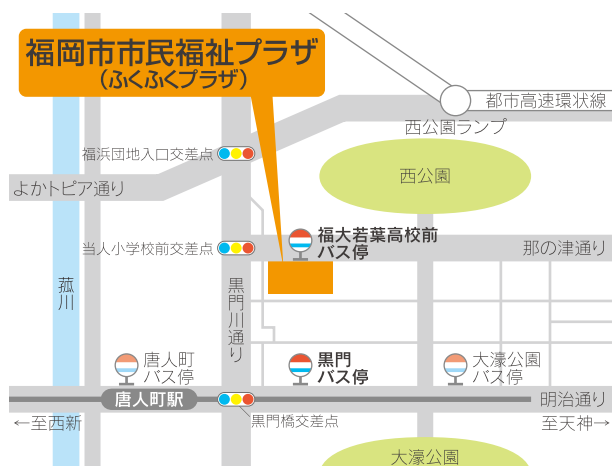 福岡市市民福祉プラザ
（ふくふくプラザ）
都市高速環状線
西公園ランプ
福浜団地入口交差点
西公園
よかトピア通り
福大若葉高校前
バス停
当人小学校前交差点
那の津通り
菰川
黒門川通り
唐人町
バス停
黒門
バス停
大濠公園
バス停
唐人町駅
明治通り
←至西新
黒門橋交差点
至天神→
大濠公園